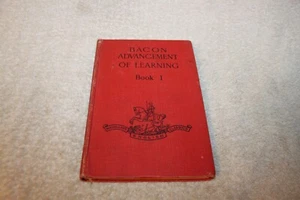 BACON
ADVANCEMENT
OF LEARNING
Book I